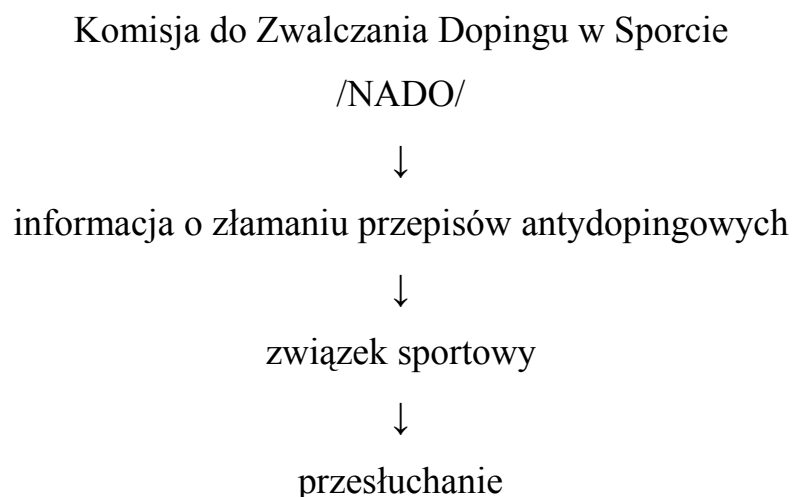 Komisja do Zwalczania Dopingu w Sporcie
/NADO/
↓
informacja o złamaniu przepisów antydopingowych
↓
związek sportowy
↓
przesłuchanie